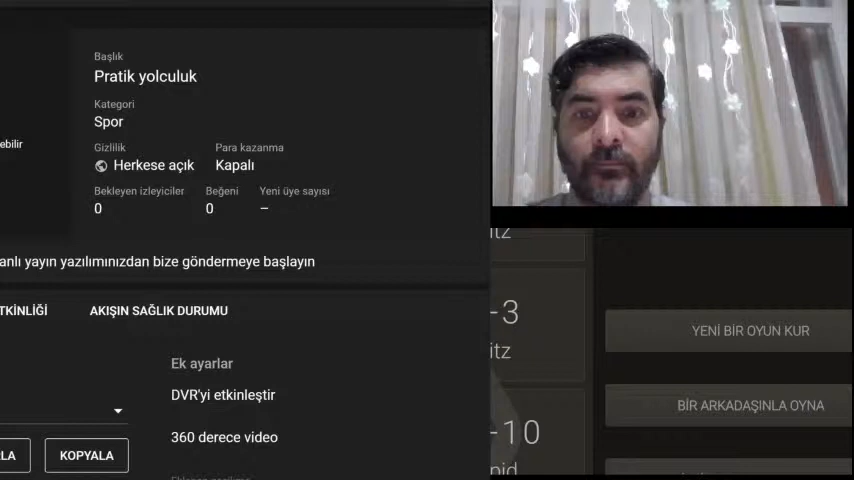 Başlık
Pratik yolculuk
Kategori
Spor
ebilir
Gizlilik
Para kazanma
Herkese açık
Kapalı
Bekleyen izleyiciler
Beğeni
Yeni üye sayısı
0
0
–
anlı yayın yazılımınızdan bize göndermeye başlayın
TKİNLİĞİ
AKIŞIN SAĞLIK DURUMU
Ek ayarlar
DVR'yi etkinleştir
360 derece video
LA
KOPYALA
itz
-3
itz
-10
pid
YENİ BİR OYUN KUR
BİR ARKADAŞINLA OYNA